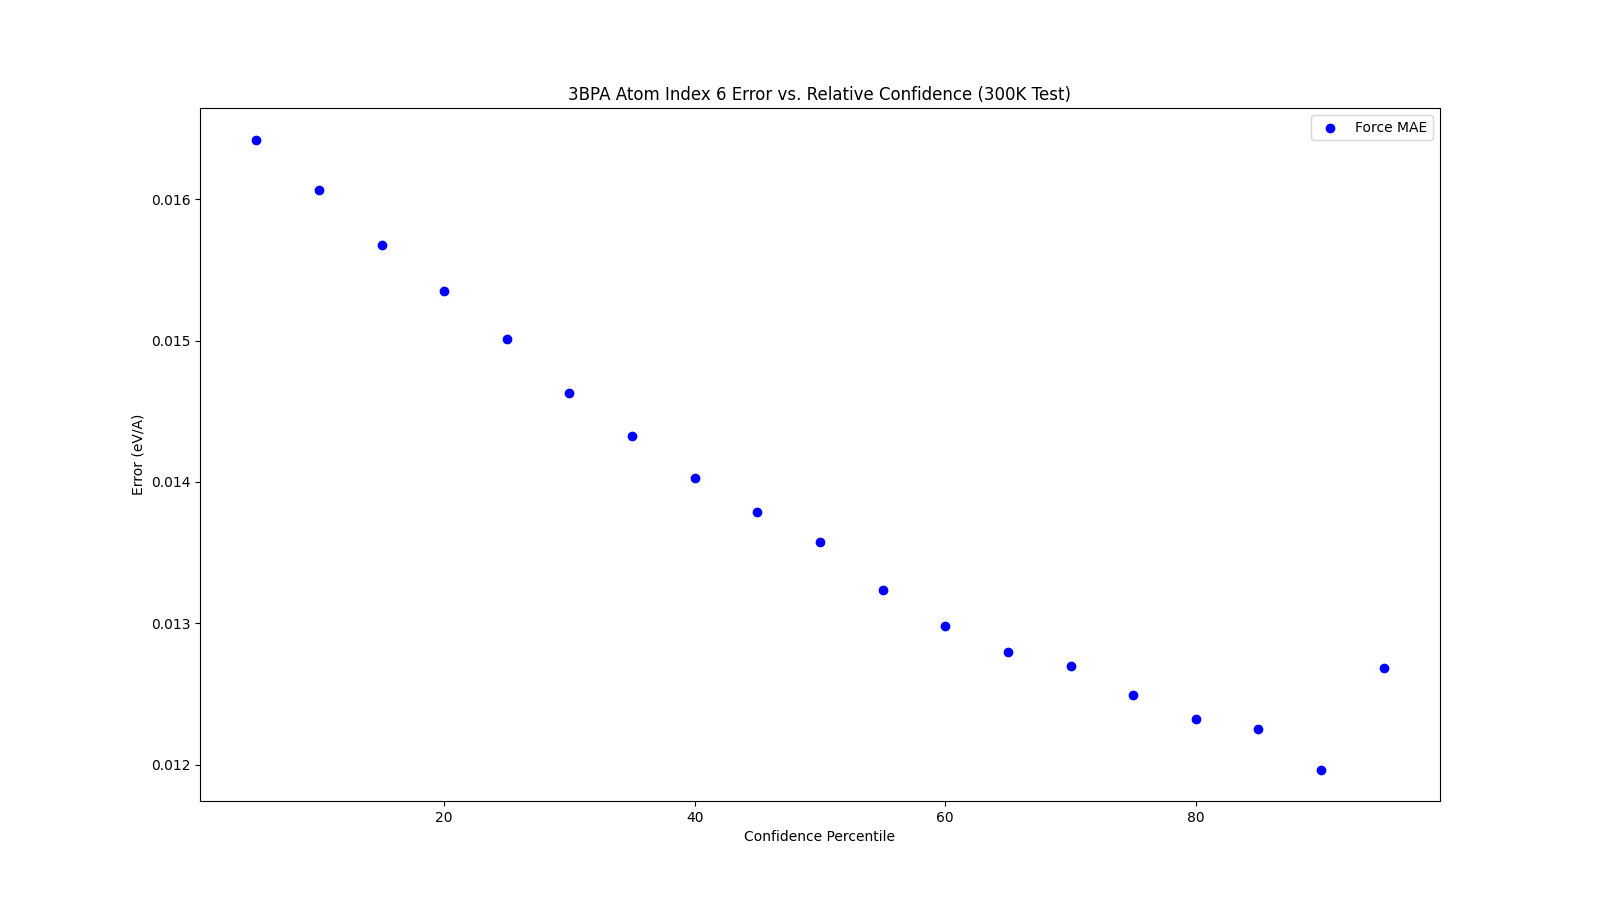 3BPA Atom Index 6 Error vs. Relative Confidence (300K Test)
Force MAE
0.016
0.015
0.014
0.013
0.012
Error (eV/A)
20 40 60 80
Confidence Percentile